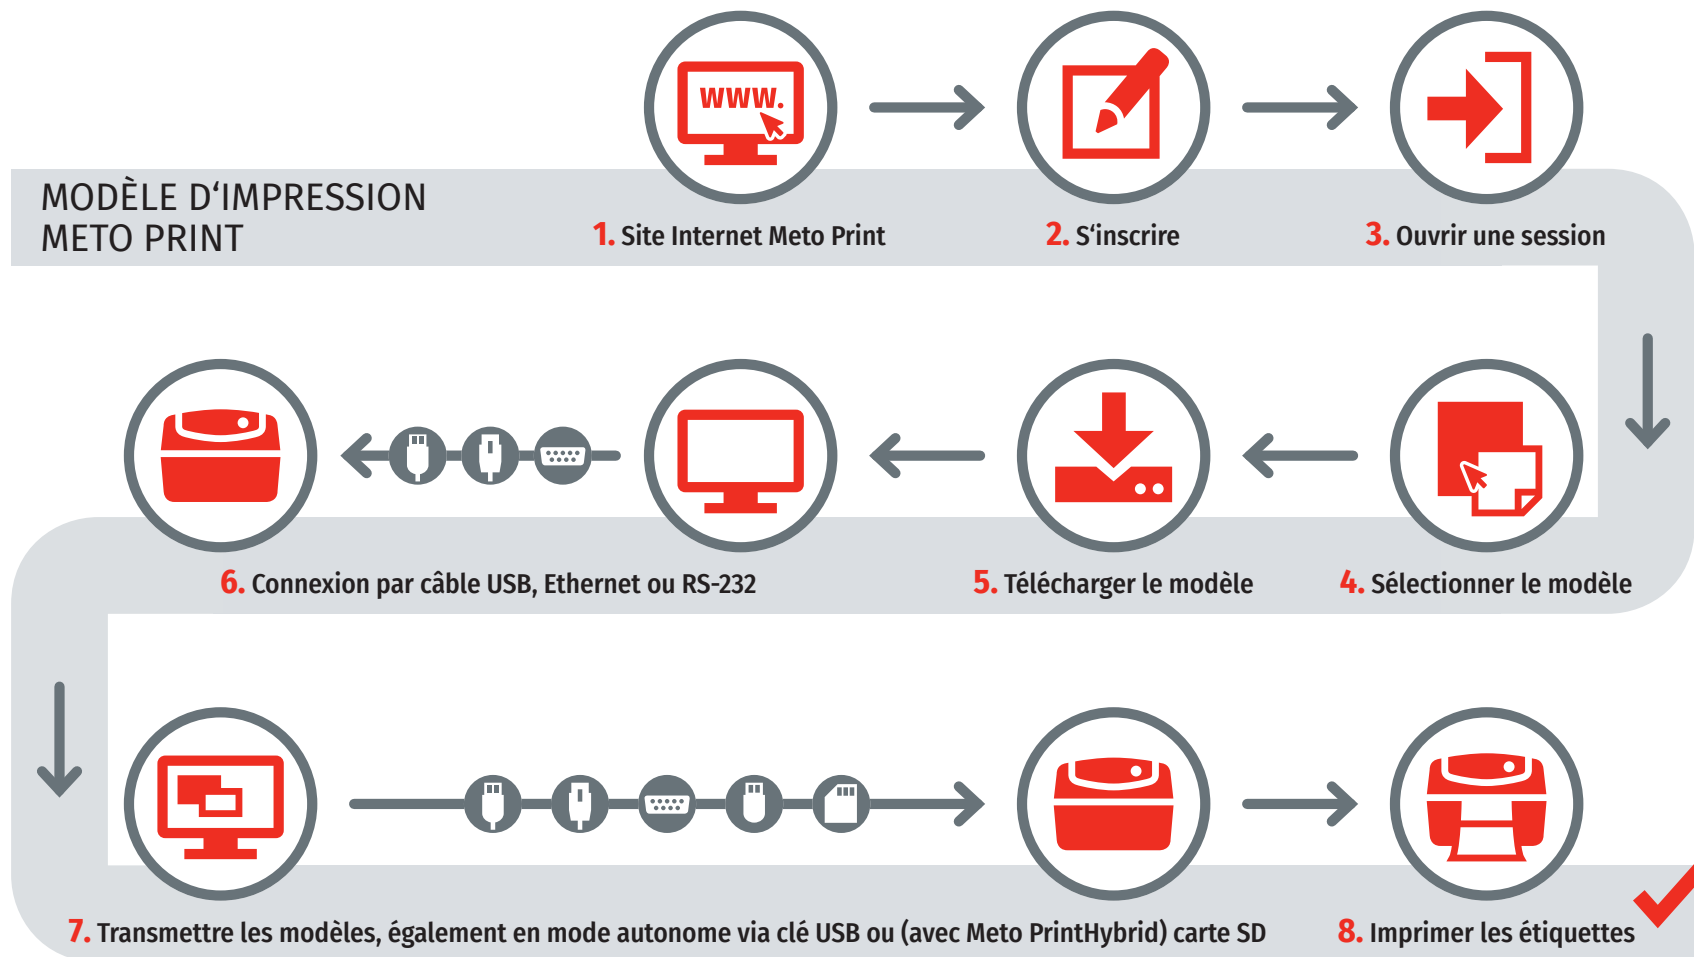 www.
MODÈLE D‘IMPRESSION
METO PRINT
1. Site Internet Meto Print
2. S‘inscrire
3. Ouvrir une session
6. Connexion par câble USB, Ethernet ou RS-232
5. Télécharger le modèle
4. Sélectionner le modèle
7. Transmettre les modèles, également en mode autonome via clé USB ou (avec Meto PrintHybrid) carte SD
8. Imprimer les étiquettes